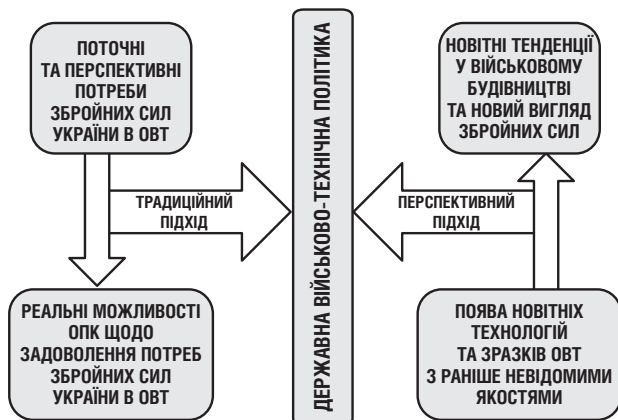 ПОТОЧНІ
ТА ПЕРСПЕКТИВНІ
ПОТРЕБИ
ЗБРОЙНИХ СИЛ
УКРАЇНИ В ОВТ
ТРАДИЦІЙНИЙ
ПІДХІД
РЕАЛЬНІ МОЖЛИВОСТІ
ОПК ЩОДО
ЗАДОВОЛЕННЯ ПОТРЕБ
ЗБРОЙНИХ СИЛ
УКРАЇНИ В ОВТ
ДЕРЖАВНА ВІЙСЬКОВО-ТЕХНІЧНА ПОЛІТИКА
НОВІТНІ ТЕНДЕНЦІЇ
У ВІЙСЬКОВОМУ
БУДІВНИЦТВІ
ТА НОВИЙ ВИГЛЯД
ЗБРОЙНИХ СИЛ
ПЕРСПЕКТИВНИЙ
ПІДХІД
ПОЯВА НОВІТНІХ
ТЕХНОЛОГІЙ
ТА ЗРАЗКІВ ОВТ
З РАНІШЕ НЕВІДОМИМИ
ЯКОСТЯМИ